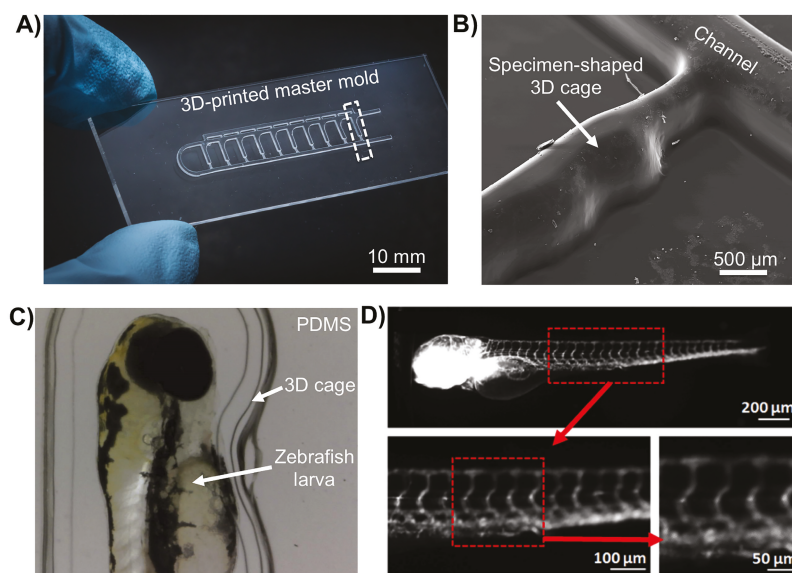 A)
3D-printed master mold
10 mm
B)
Channel
Specimen-shaped
3D cage
500 µm
C)
PDMS
3D cage
Zebrafish
larva
D)
200 µm
100 µm
50 µm